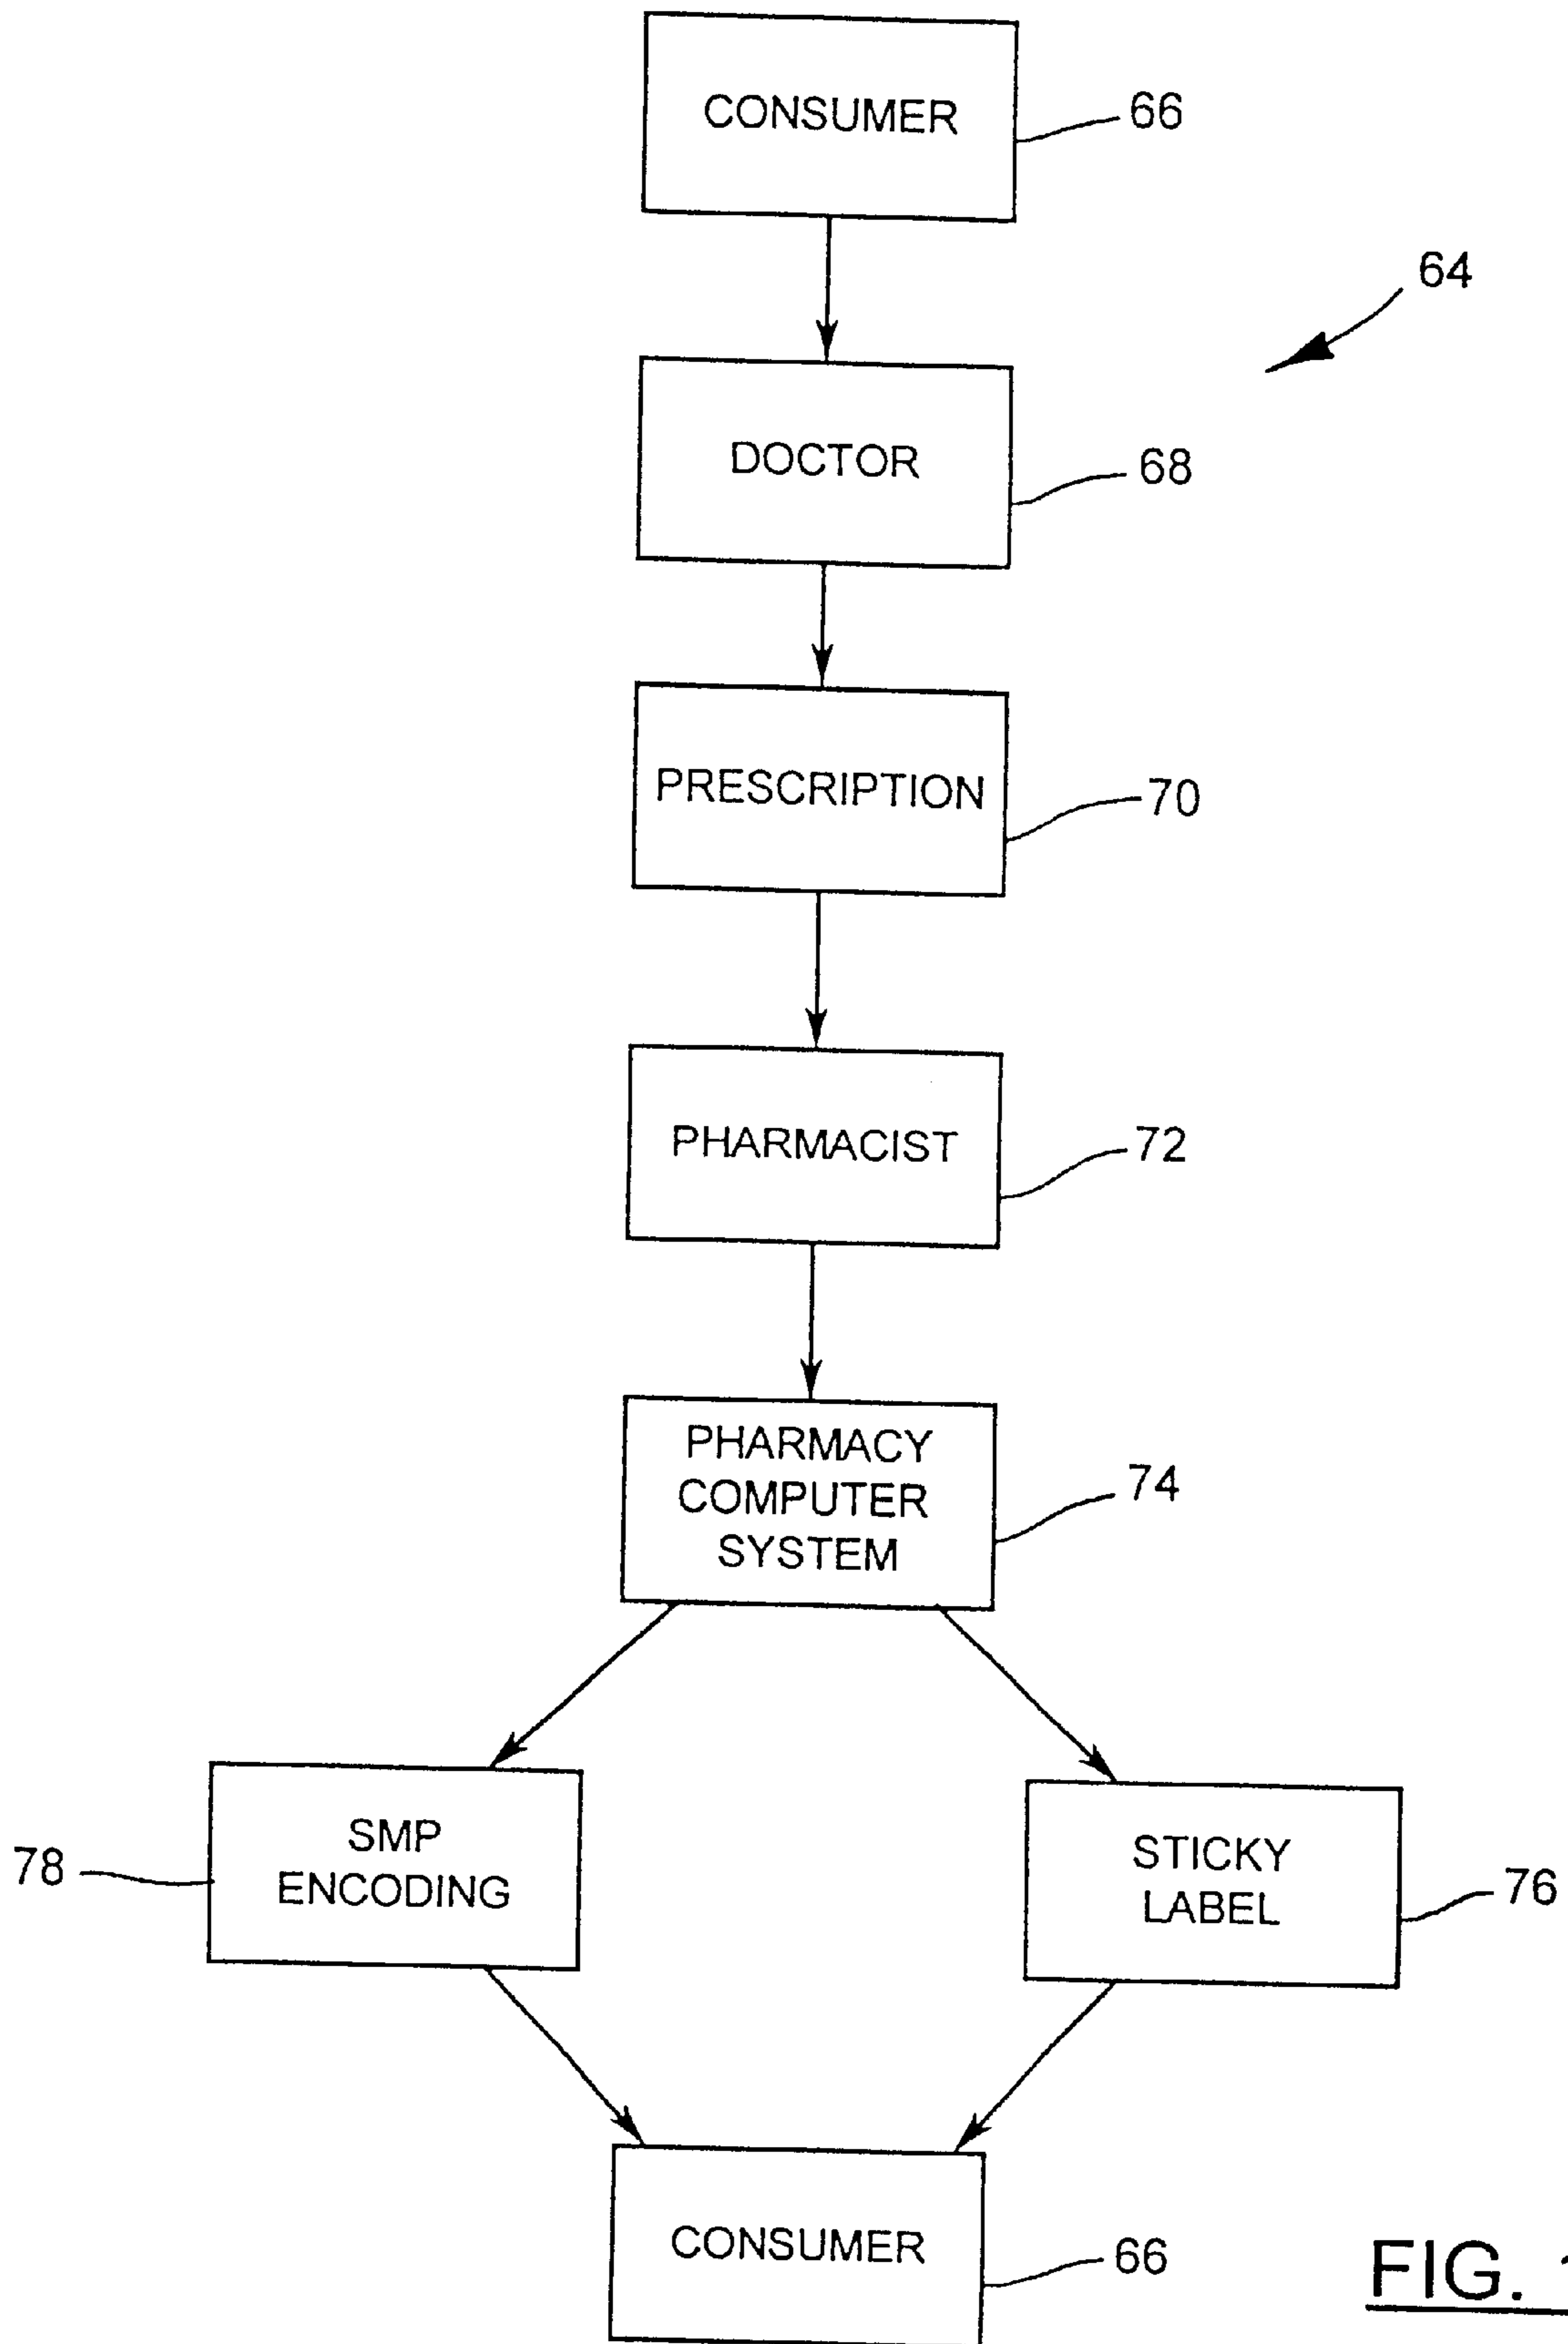 CONSUMER
66
64
DOCTOR
68
PRESCRIPTION
70
PHARMACIST
72
PHARMACY
COMPUTER
SYSTEM
74
SMP
ENCODING
78
STICKY
LABEL
76
CONSUMER
66
FIG.